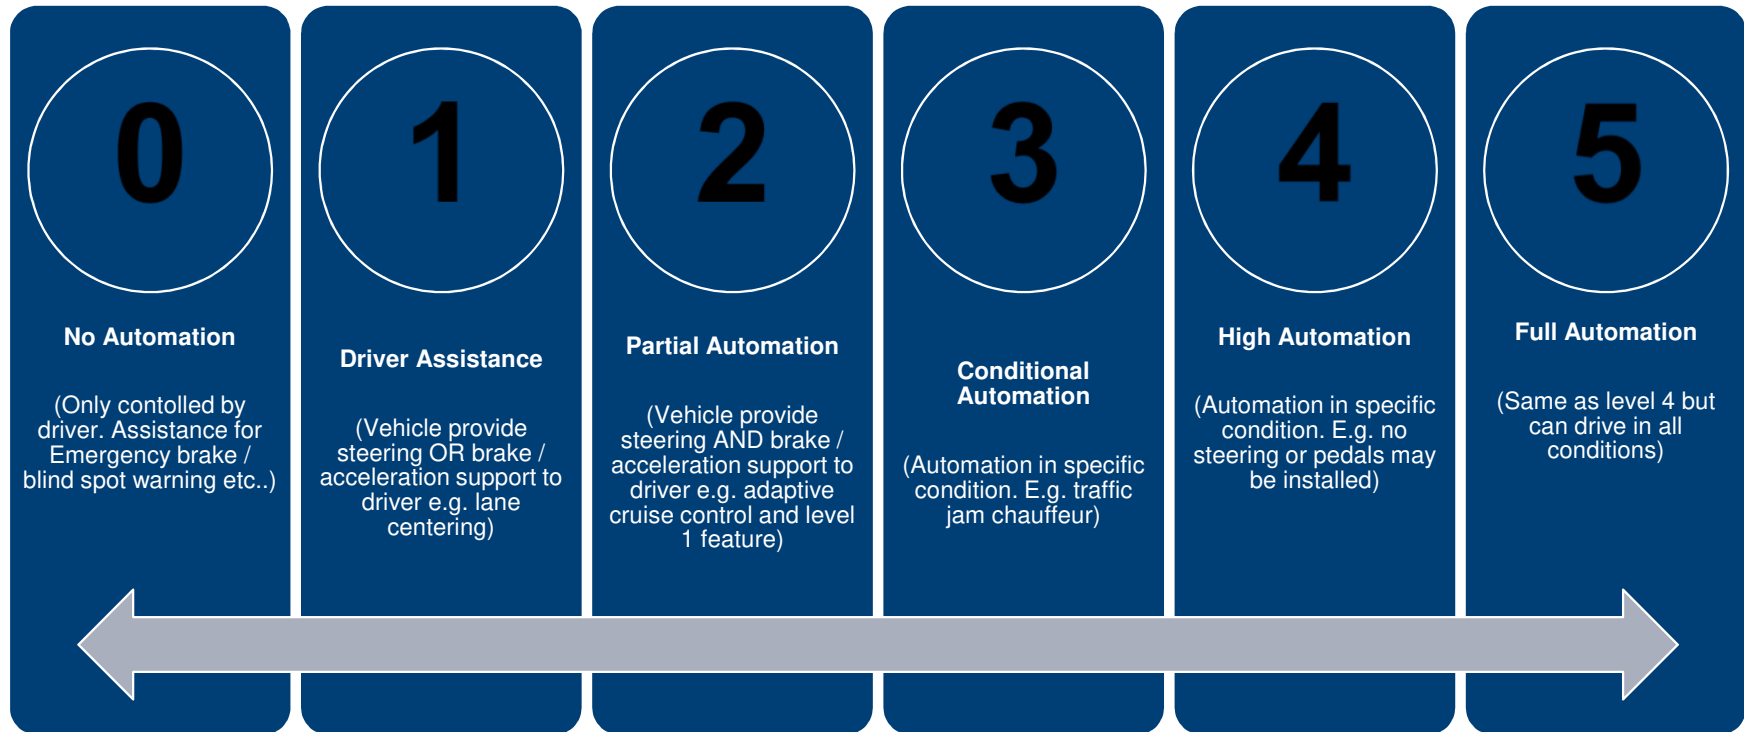 0
No Automation
(Only contolled by
driver. Assistance for
Emergency brake /
blind spot warning etc..)
1
Driver Assistance
(Vehicle provide
steering OR brake /
acceleration support to
driver e.g. lane
centering)
2
Partial Automation
(Vehicle provide
steering AND brake /
acceleration support to
driver e.g. adaptive
cruise control and level
1 feature)
3
Conditional
Automation
(Automation in specific
condition. E.g. traffic
jam chauffeur)
4
High Automation
(Automation in specific
condition. E.g. no
steering or pedals may
be installed)
5
Full Automation
(Same as level 4 but
can drive in all
conditions)